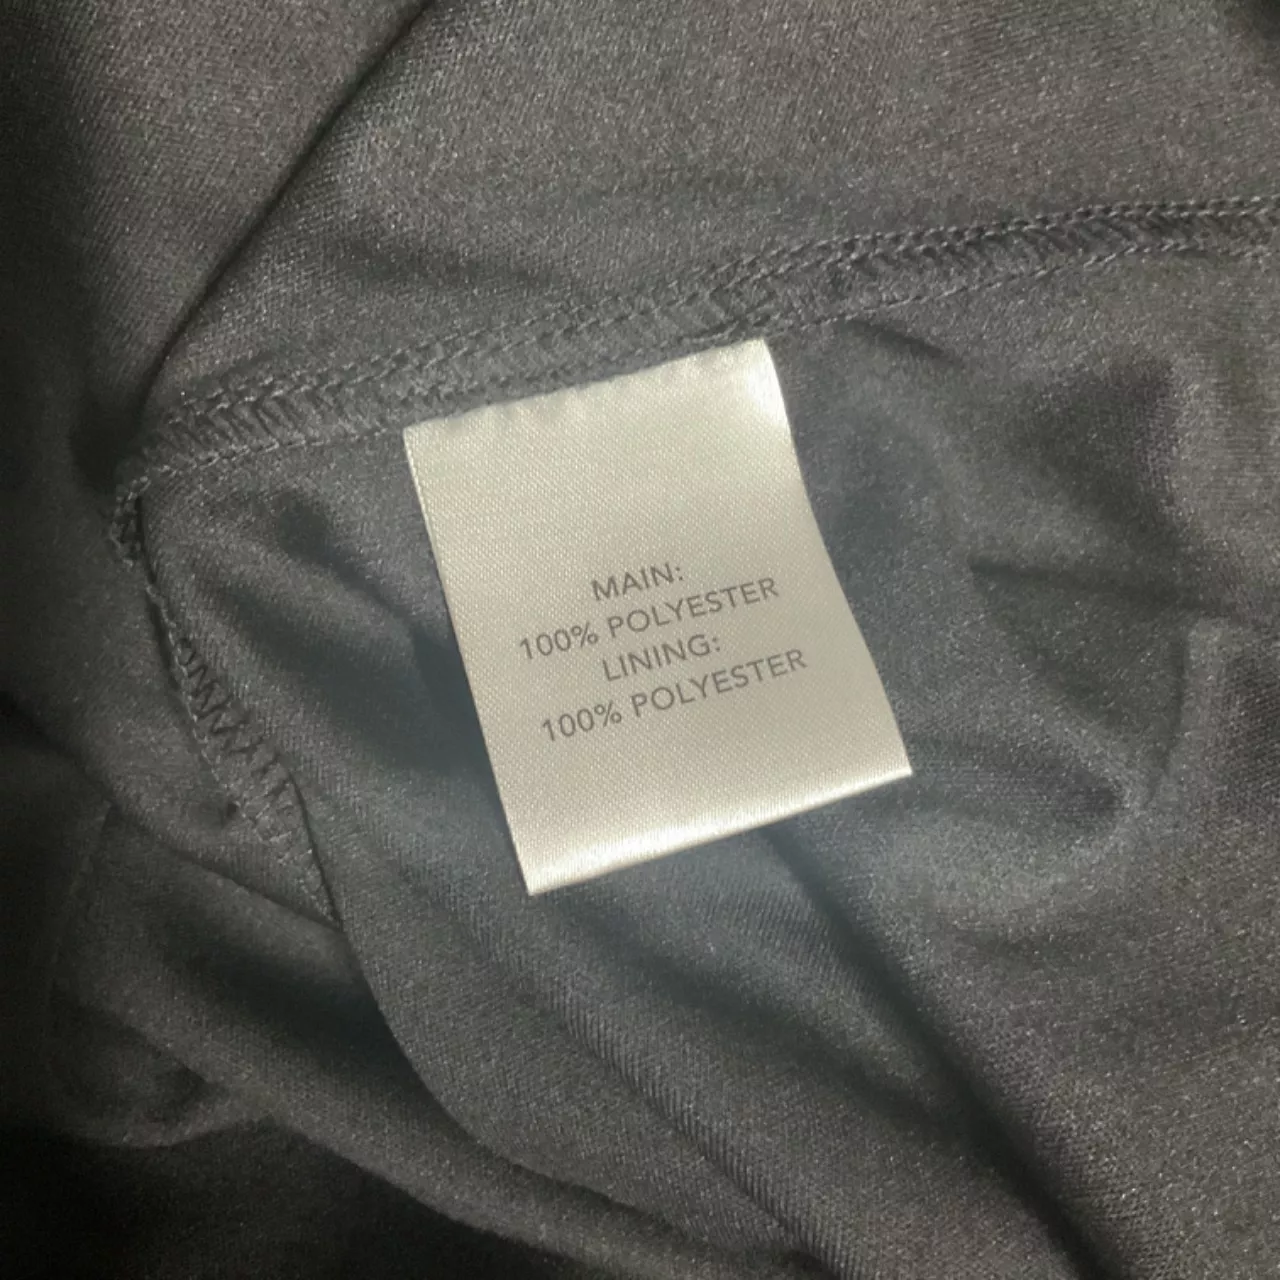 MAIN:
100% POLYESTER
LINING:
100% POLYESTER